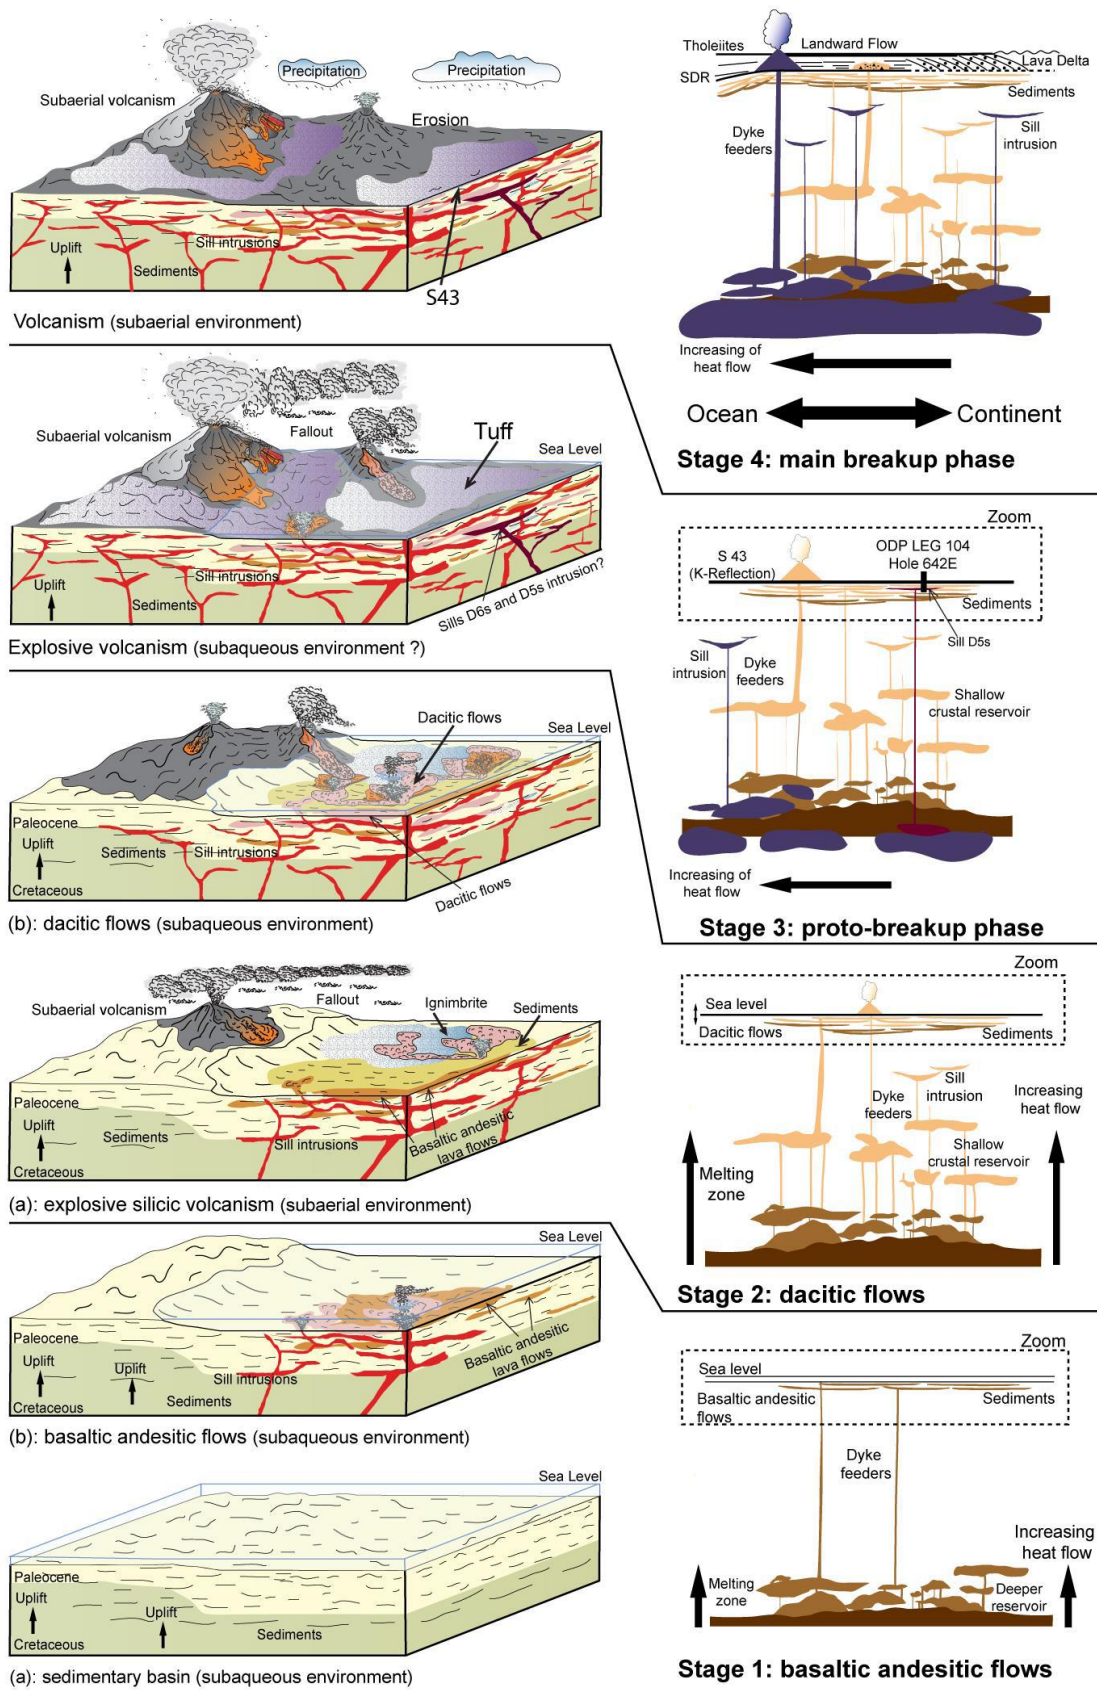 Precipitation
Precipitation
Subaerial volcanism
Erosion
Uplift
Sill intrusions
Sediments
S43
Volcanism (subaerial environment)
Tholeiites
Landward Flow
Lava Delta
SDR
Sediments
Dyke
feeders
Sill
intrusion
Increasing of
heat flow
Ocean
Continent
Stage 4: main breakup phase
Subaerial volcanism
Fallout
Tuff
Sea Level
Sill intrusions
Uplift
Sediments
Sills D6s and D5s intrusion?
Explosive volcanism (subaqueous environment ?)
Zoom
S 43
(K-Reflection)
ODP LEG 104
Hole 642E
Sediments
Sill D5s
Sill
intrusion
Dyke
feeders
Shallow
crustal reservoir
Increasing of
heat flow
Stage 3: proto-breakup phase
Dacitic flows
Sea Level
Paleocene
Uplift
Sediments
Sill intrusions
Cretaceous
Dacitic flows
(b): dacitic flows (subaqueous environment)
Subaerial volcanism
Fallout
Ignimbrite
Sediments
Paleocene
Uplift
Sediments
Sill intrusions
Basaltic andesitic
lava flows
Cretaceous
(a): explosive silicic volcanism (subaerial environment)
Zoom
Sea level
Dacitic flows
Sediments
Dyke
feeders
Sill
intrusion
Increasing
heat flow
Melting
zone
Shallow
crustal reservoir
Stage 2: dacitic flows
Sea Level
Paleocene
Uplift
Uplift
Sill intrusions
Basaltic andesitic
lava flows
Cretaceous
Sediments
(b): basaltic andesitic flows (subaqueous environment)
Sea Level
Paleocene
Uplift
Uplift
Cretaceous
Sediments
(a): sedimentary basin (subaqueous environment)
Zoom
Sea level
Basaltic andesitic
flows
Sediments
Dyke
feeders
Increasing
heat flow
Melting
zone
Deeper
reservoir
Stage 1: basaltic andesitic flows